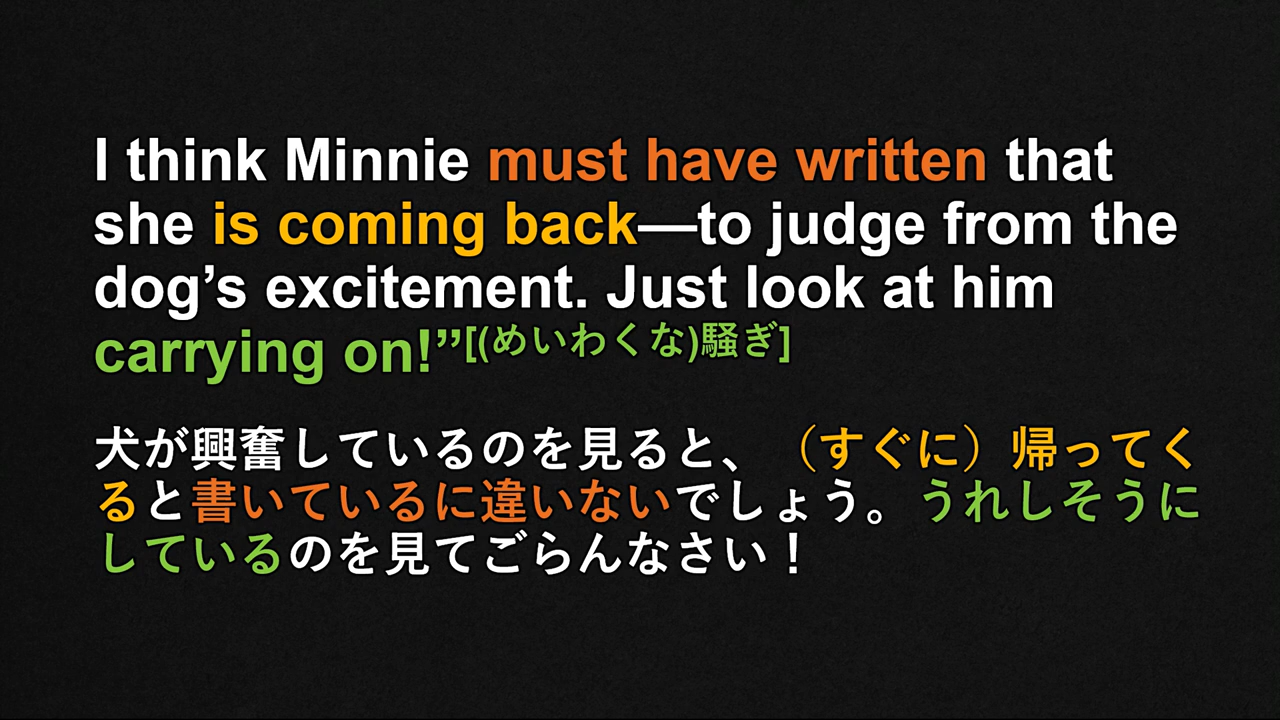 I think Minnie must have written that
she is coming back—to judge from the
dog’s excitement. Just look at him
carrying on!”[(めいわくな)騒ぎ]
犬が興奮しているのを見ると、（すぐに）帰ってく
ると書いているに違いないでしょう。うれしそうに
しているのを見てごらんなさい！